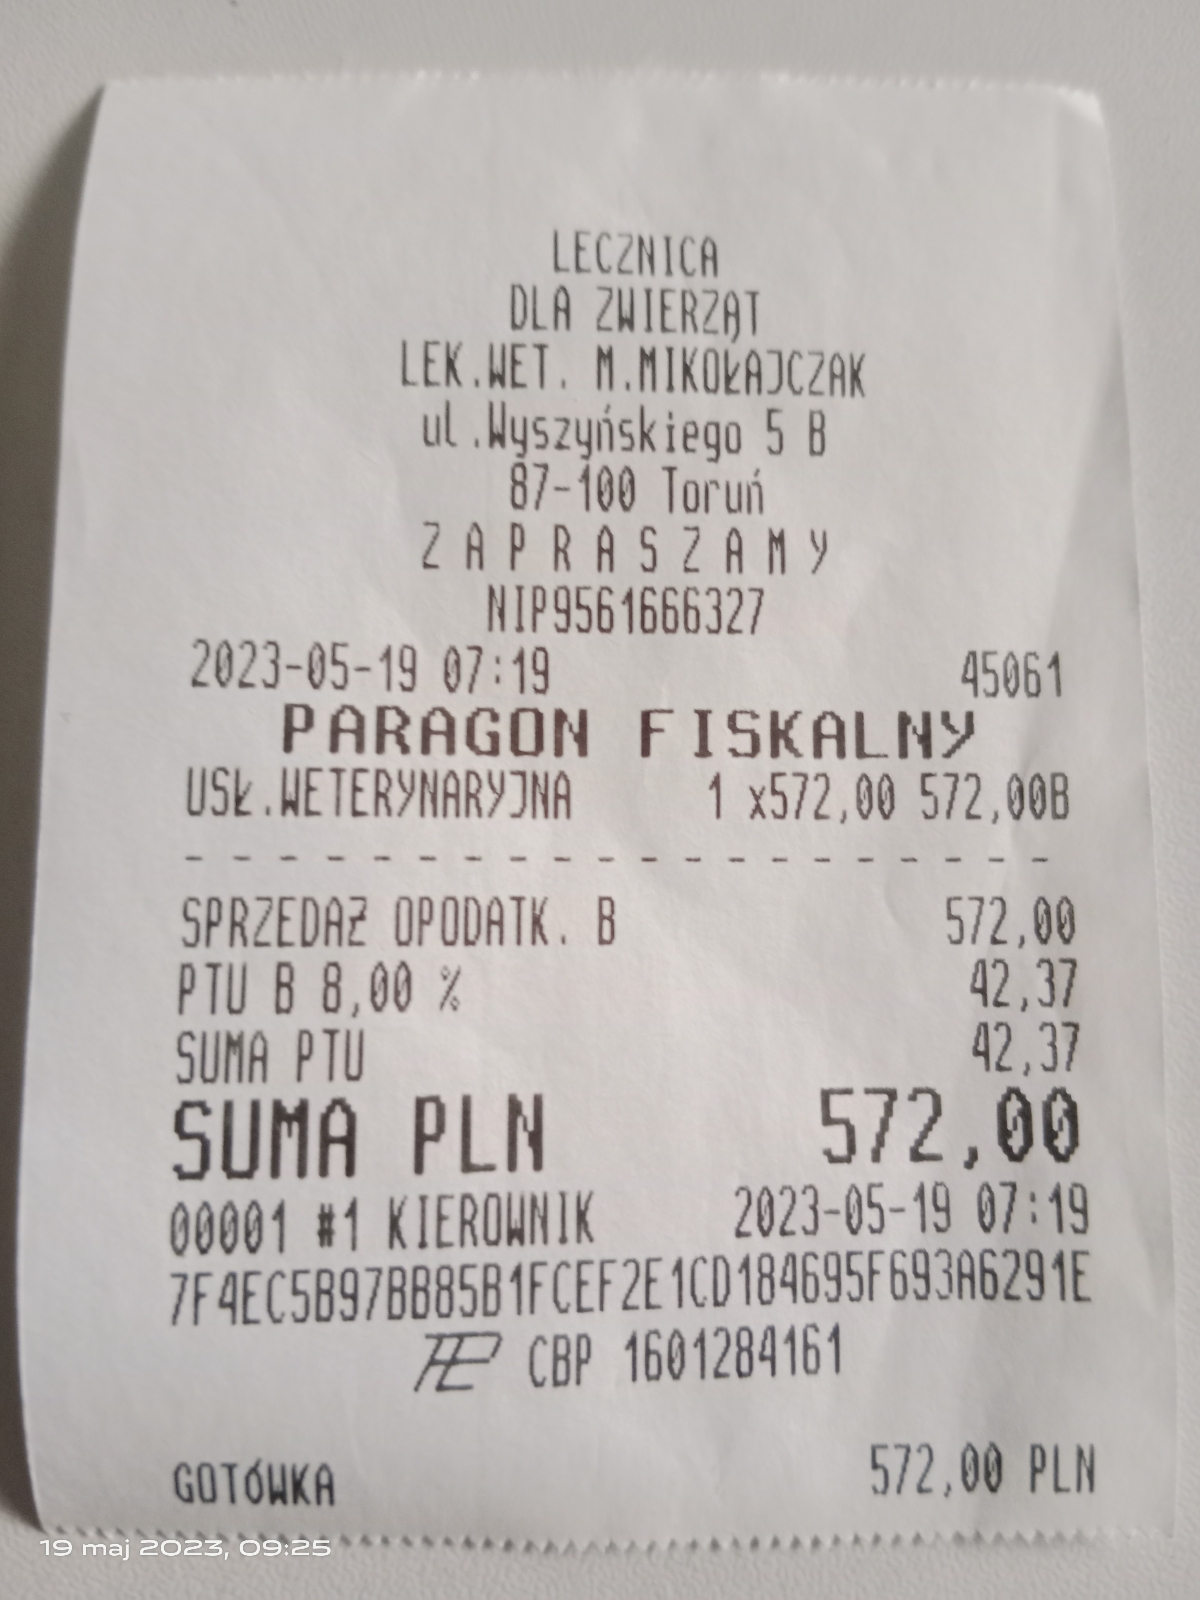 LECZNICA
DLA ZWIERZĄT
LEK.WET. M.MIKOŁAJCZAK
ul.Wyszyńskiego 5 B
87-100 Toruń
Z A P R A S Z A M Y
NIP9561666327
2023-05-19 07:19 45061
PARAGON FISKALNY
USŁ.WETERYNARYJNA 1 x572,00 572,00B
- - - - - - - - - - - - - - - - - - -
SPRZEDAŻ OPODATK. B 572,00
PTU B 8,00 % 42,37
SUMA PTU 42,37
SUMA PLN 572,00
00001 #1 KIEROWNIK 2023-05-19 07:19
7F4EC5B97BB85B1FCEF2E1CD184695F693A6291E
CBP 1601284161
GOTÓWKA 572,00 PLN
19 maj 2023, 09:25